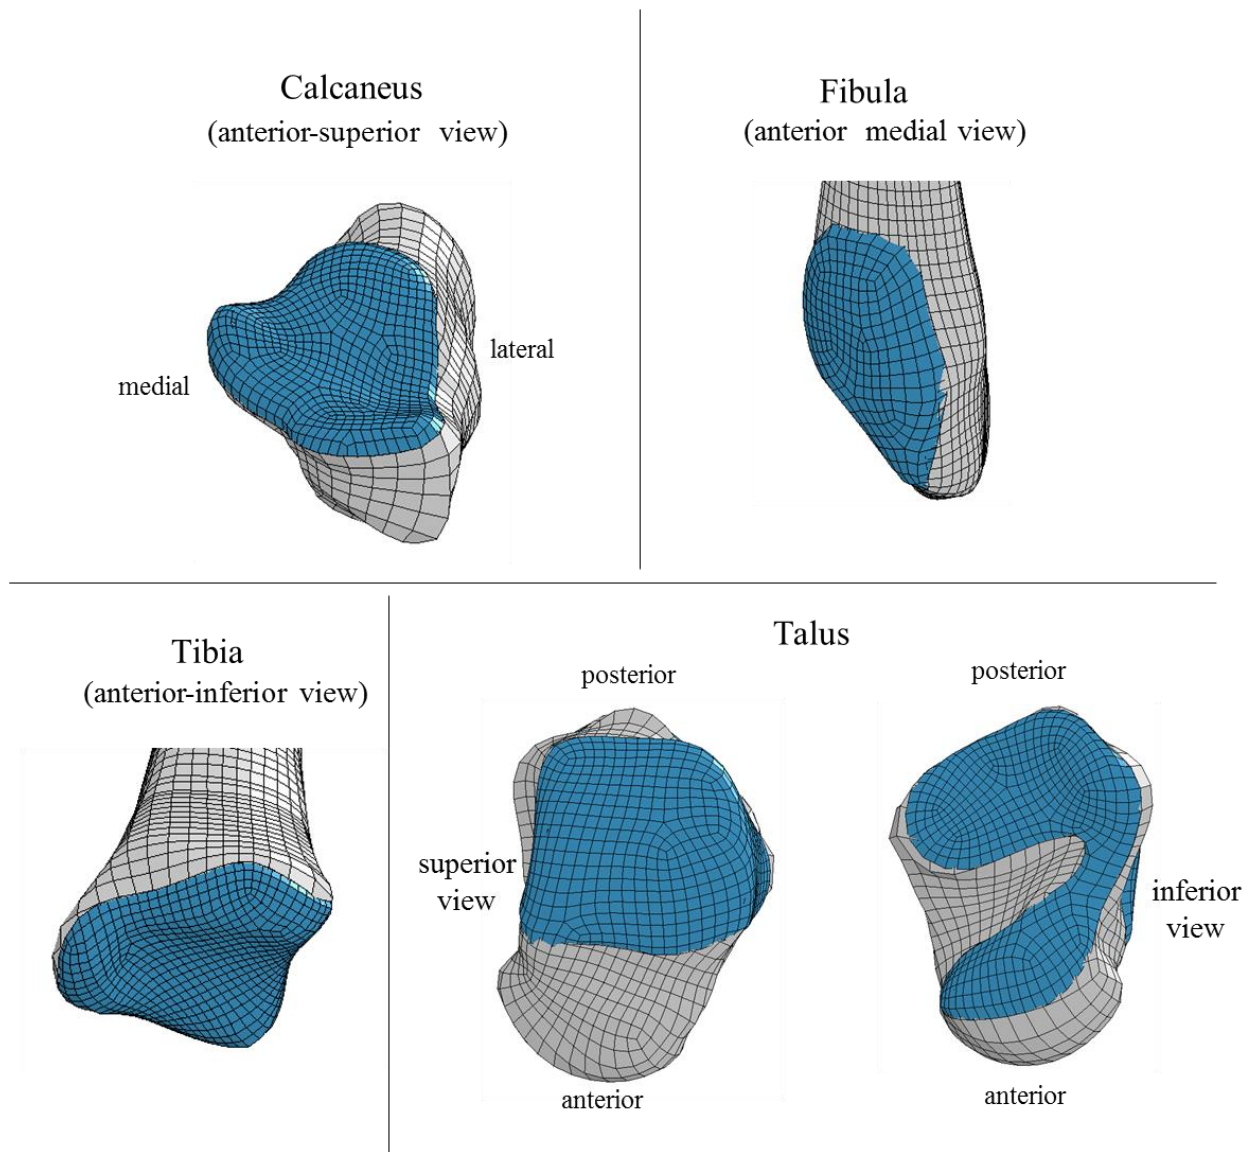 Calcaneus
(anterior-superior view)
medial
lateral
Fibula
(anterior medial view)
Tibia
(anterior-inferior view)
Talus
posterior
superior
view
anterior
posterior
inferior
view
anterior